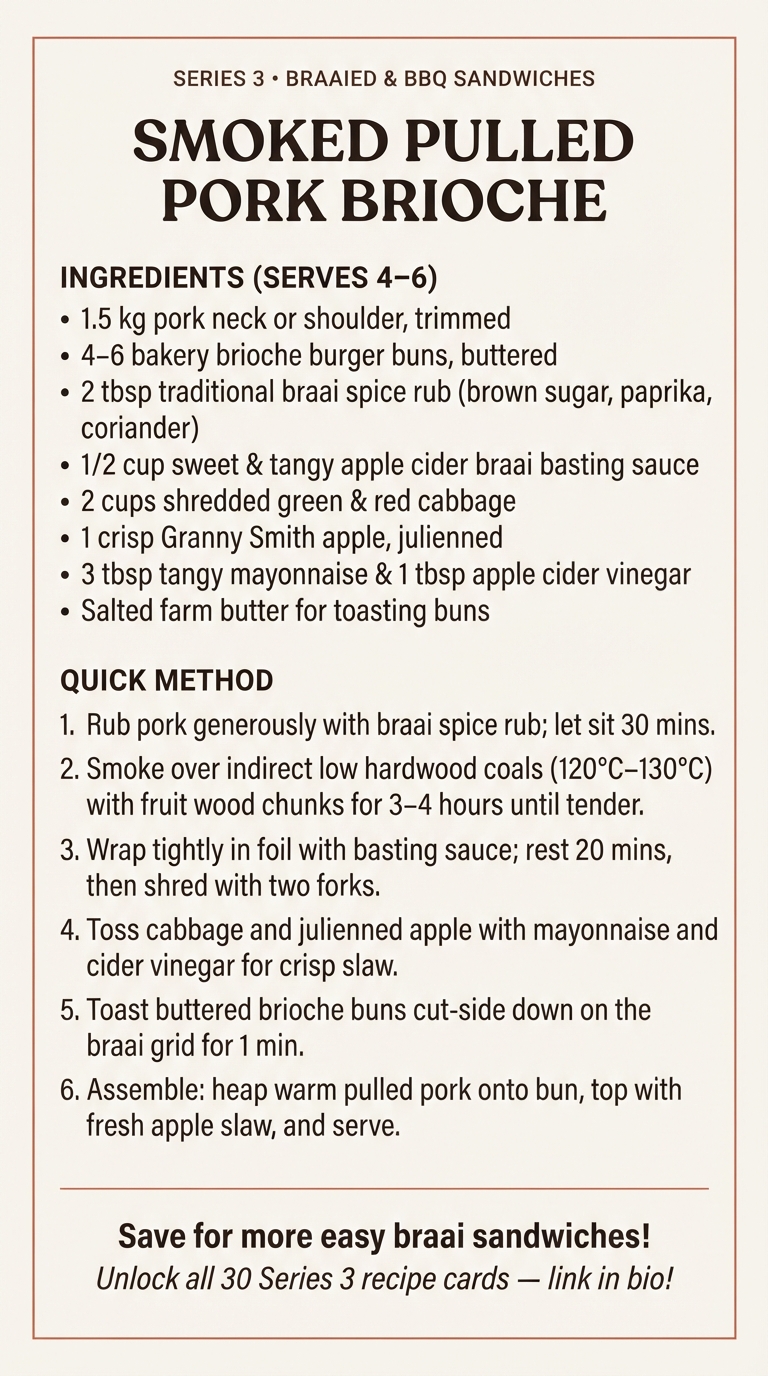 SERIES 3 • BRAAIED & BBQ SANDWICHES
SMOKED PULLED
PORK BRIOCHE
INGREDIENTS (SERVES 4–6)
• 1.5 kg pork neck or shoulder, trimmed
• 4–6 bakery brioche burger buns, buttered
• 2 tbsp traditional braai spice rub (brown sugar, paprika,
coriander)
• 1/2 cup sweet & tangy apple cider braai basting sauce
• 2 cups shredded green & red cabbage
• 1 crisp Granny Smith apple, julienned
• 3 tbsp tangy mayonnaise & 1 tbsp apple cider vinegar
• Salted farm butter for toasting buns
QUICK METHOD
1. Rub pork generously with braai spice rub; let sit 30 mins.
2. Smoke over indirect low hardwood coals (120°C–130°C)
with fruit wood chunks for 3–4 hours until tender.
3. Wrap tightly in foil with basting sauce; rest 20 mins,
then shred with two forks.
4. Toss cabbage and julienned apple with mayonnaise and
cider vinegar for crisp slaw.
5. Toast buttered brioche buns cut-side down on the
braai grid for 1 min.
6. Assemble: heap warm pulled pork onto bun, top with
fresh apple slaw, and serve.
Save for more easy braai sandwiches!
Unlock all 30 Series 3 recipe cards — link in bio!